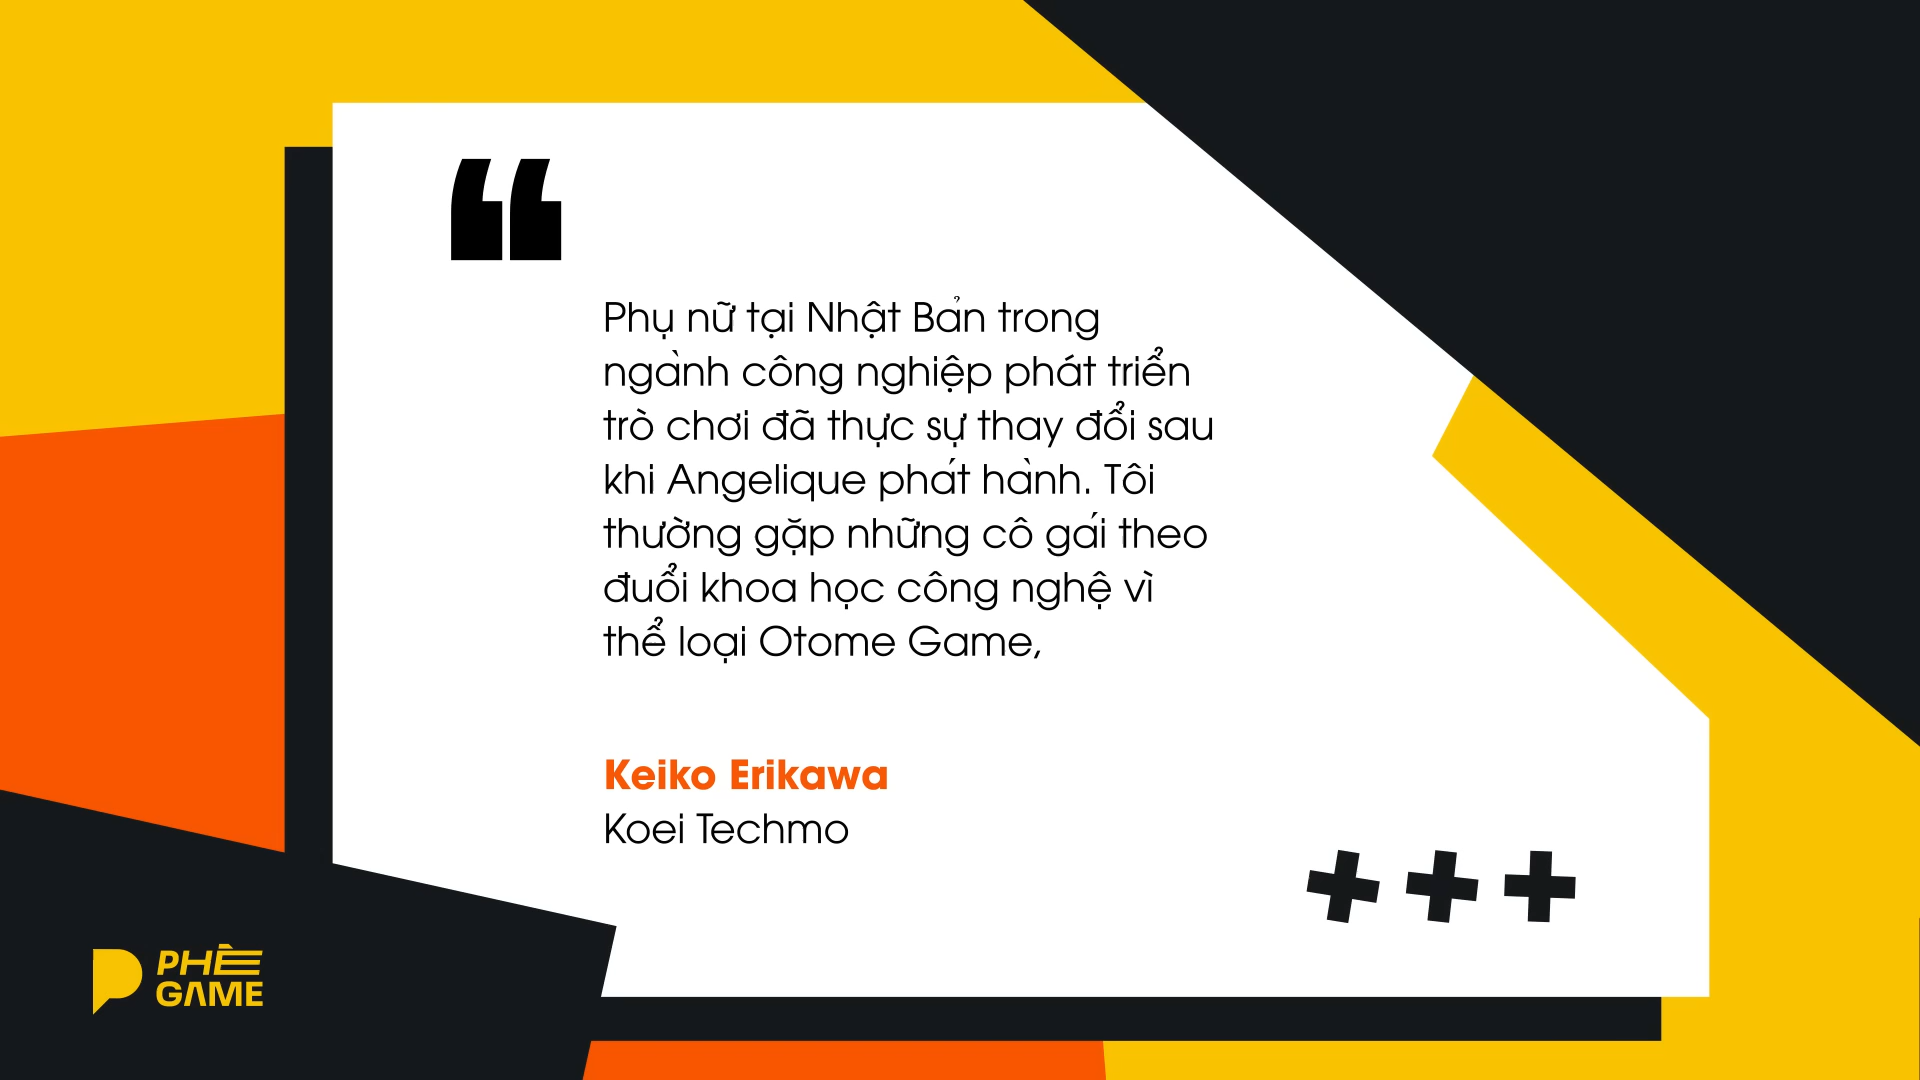 “
Phụ nữ tại Nhật Bản trong
ngành công nghiệp phát triển
trò chơi đã thực sự thay đổi sau
khi Angelique phát hành. Tôi
thường gặp những cô gái theo
đuổi khoa học công nghệ vì
thể loại Otome Game,
Keiko Erikawa
Koei Techmo
+++
PHÊ
GAME